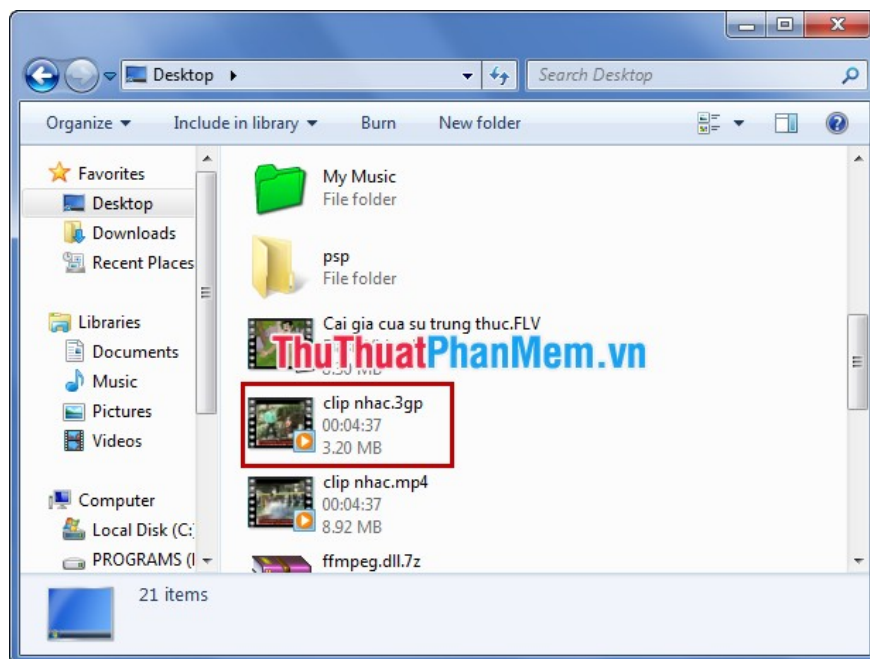 Desktop
Search Desktop
Organize
Include in library
Burn
New folder
Favorites
Desktop
Downloads
Recent Places
Libraries
Documents
Music
Pictures
Videos
Computer
Local Disk (C:
PROGRAMS (
My Music
File folder
psp
File folder
Cai gia cua su trung thuc.FLV
ThuThuatPhanMem.vn
clip nhac.3gp
00:04:37
3.20 MB
clip nhac.mp4
00:04:37
8.92 MB
ffmpeg.dll.7z
21 items